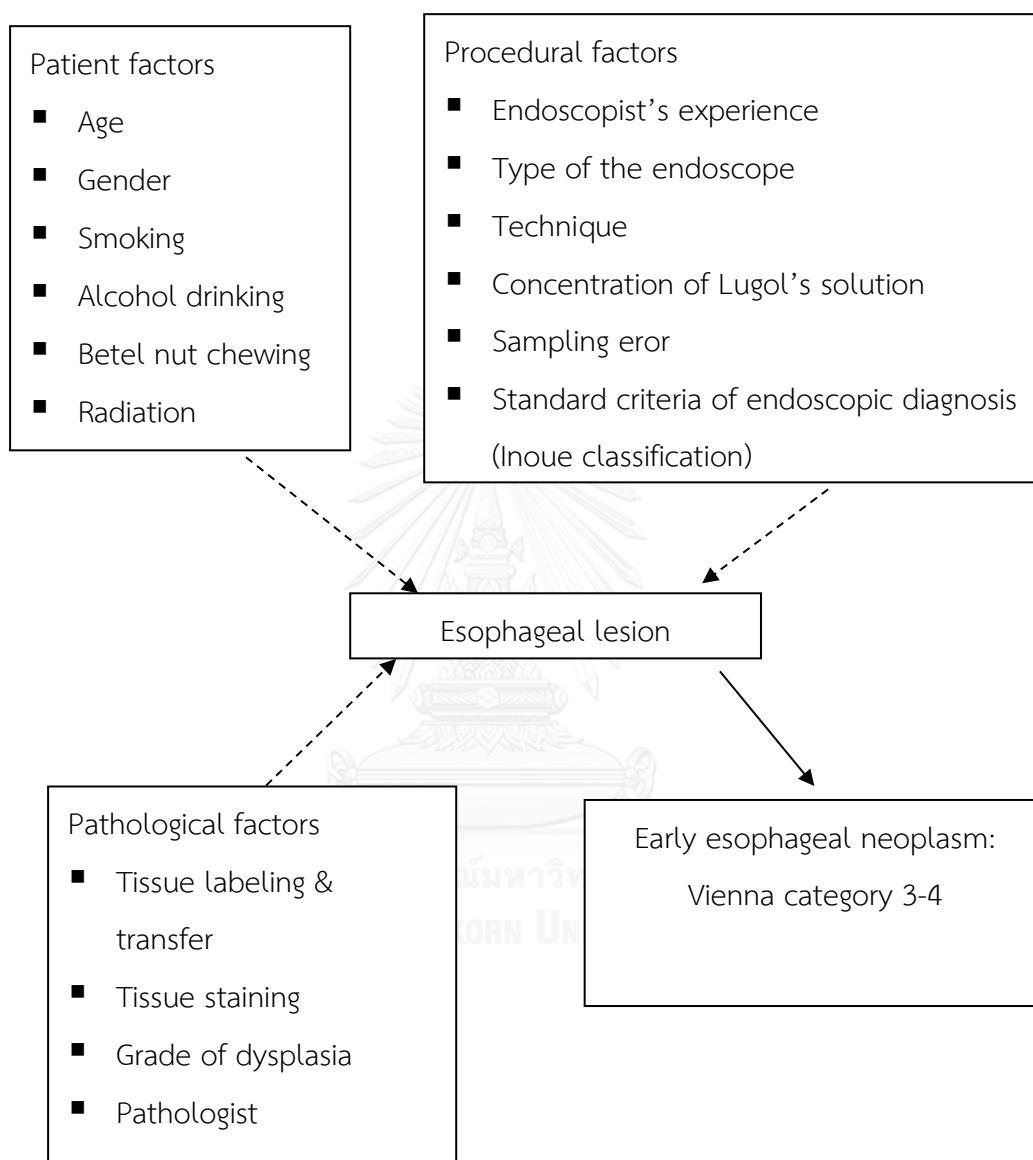 Patient factors
▪ Age
▪ Gender
▪ Smoking
▪ Alcohol drinking
▪ Betel nut chewing
▪ Radiation
Procedural factors
▪ Endoscopist’s experience
▪ Type of the endoscope
▪ Technique
▪ Concentration of Lugol’s solution
▪ Sampling eror
▪ Standard criteria of endoscopic diagnosis
(Inoue classification)
Esophageal lesion
Pathological factors
▪ Tissue labeling &
transfer
▪ Tissue staining
▪ Grade of dysplasia
▪ Pathologist
Early esophageal neoplasm:
Vienna category 3-4